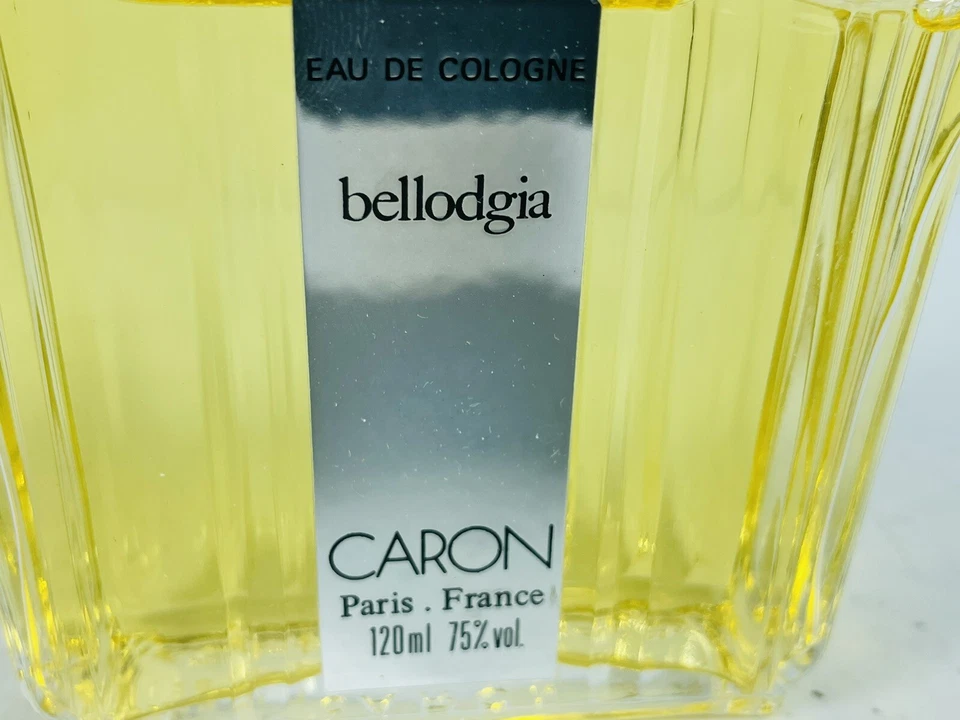 EAU DE COLOGNE
bellodgia
CARON
Paris . France
120ml 75% vol.